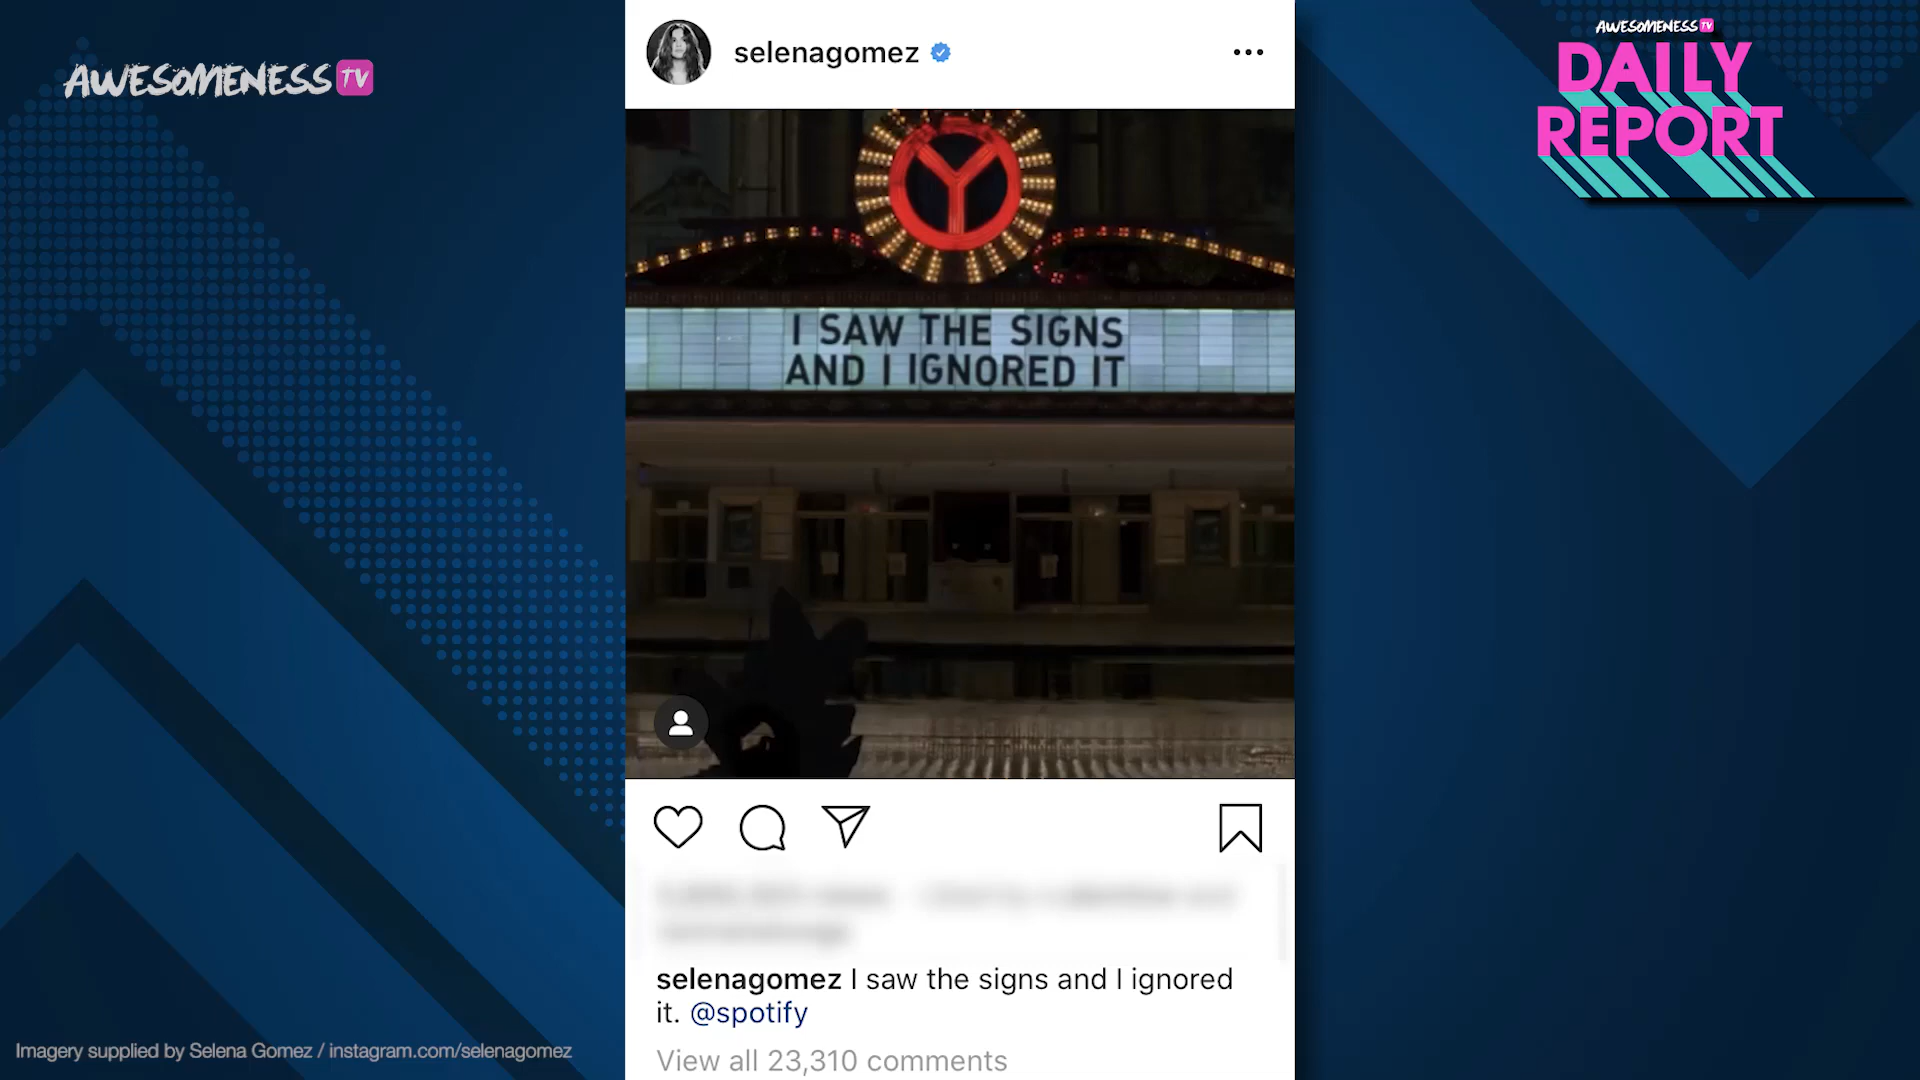 AWESOMENESS TV
selenagomez
AWESOMENESS TV
DAILY
REPORT
Y
I SAW THE SIGNS
AND I IGNORED IT
selenagomez I saw the signs and I ignored
it. @spotify
View all 23,310 comments
Imagery supplied by Selena Gomez / instagram.com/selenagomez